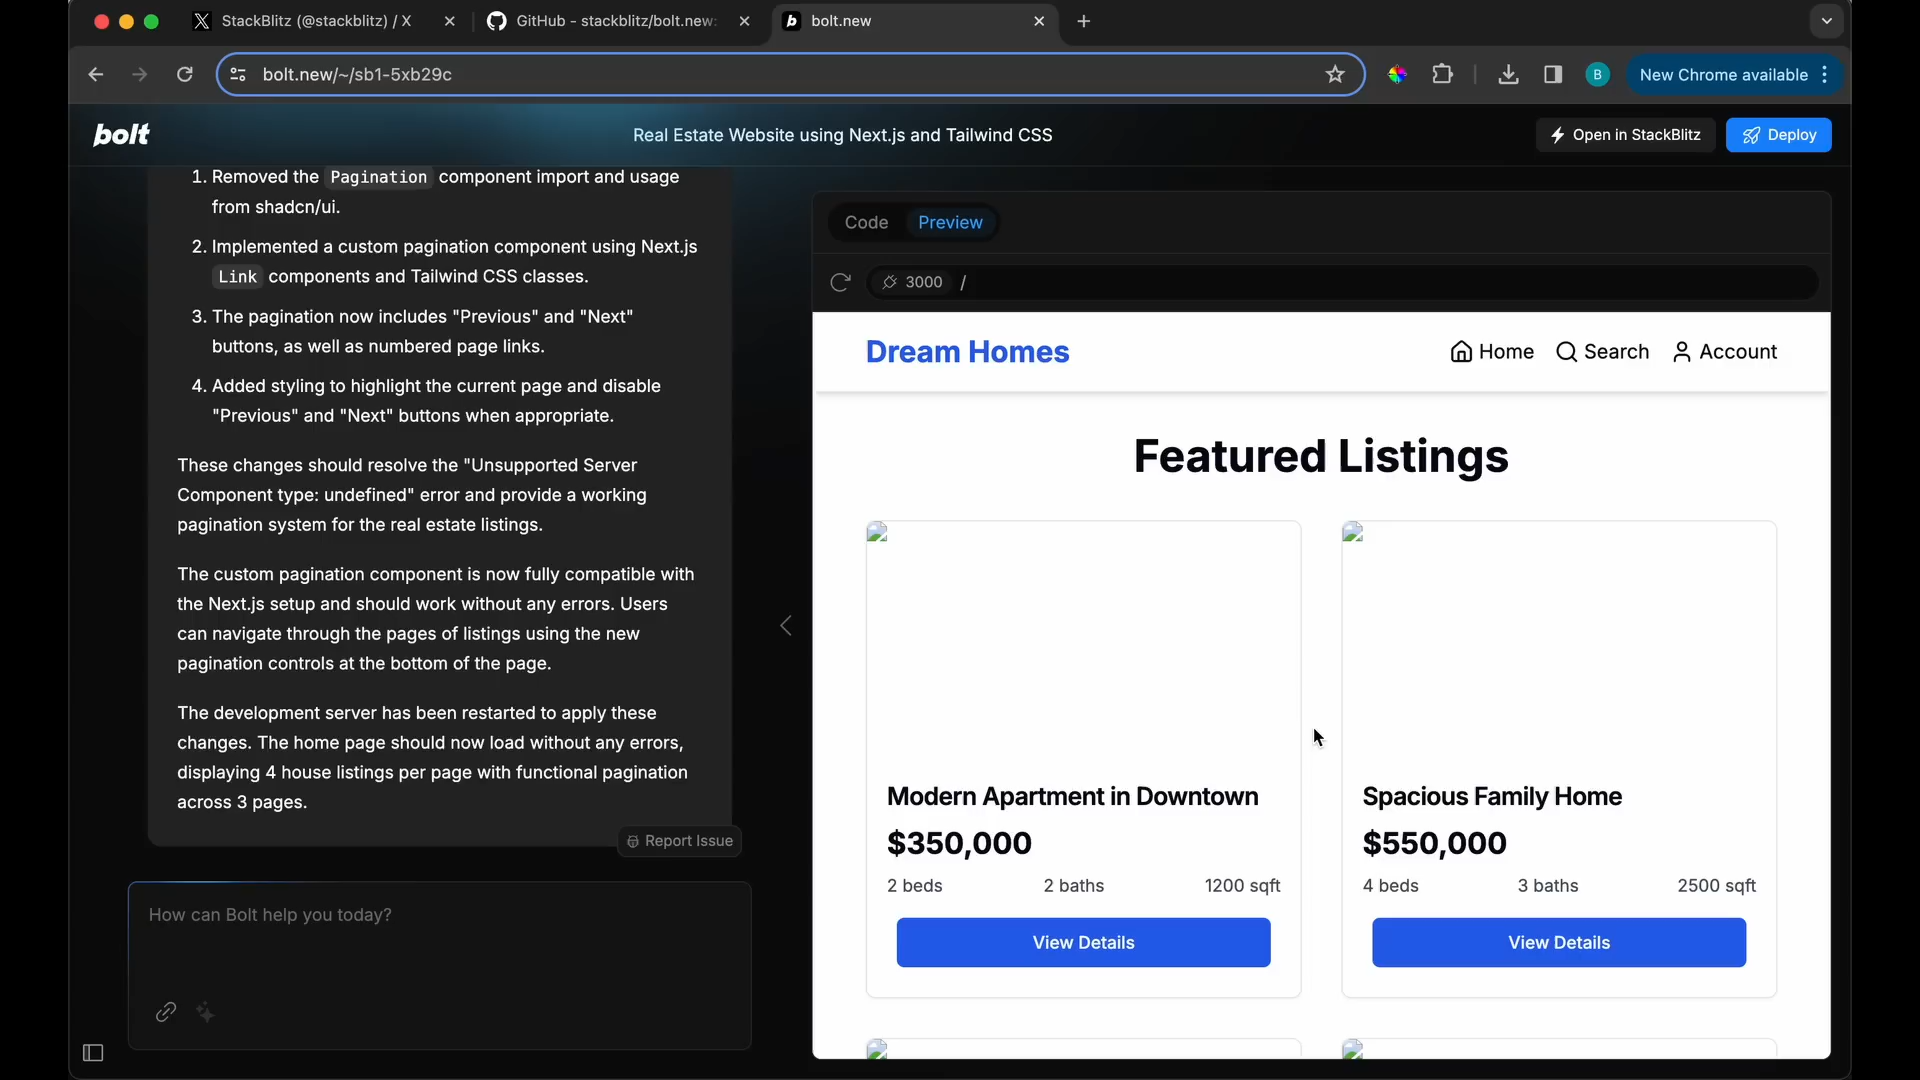 StackBlitz (@stackblitz) / X
GitHub - stackblitz/bolt.new:
bolt.new
bolt.new/~/sb1-5xb29c
B
New Chrome available
bolt
Real Estate Website using Next.js and Tailwind CSS
Open in StackBlitz
Deploy
1. Removed the Pagination component import and usage
from shadcn/ui.
2. Implemented a custom pagination component using Next.js
Link components and Tailwind CSS classes.
3. The pagination now includes "Previous" and "Next"
buttons, as well as numbered page links.
4. Added styling to highlight the current page and disable
"Previous" and "Next" buttons when appropriate.
These changes should resolve the "Unsupported Server
Component type: undefined" error and provide a working
pagination system for the real estate listings.
The custom pagination component is now fully compatible with
the Next.js setup and should work without any errors. Users
can navigate through the pages of listings using the new
pagination controls at the bottom of the page.
The development server has been restarted to apply these
changes. The home page should now load without any errors,
displaying 4 house listings per page with functional pagination
across 3 pages.
Report Issue
How can Bolt help you today?
Code
Preview
3000 /
Dream Homes
Home
Search
Account
Featured Listings
Modern Apartment in Downtown
$350,000
2 beds
2 baths
1200 sqft
View Details
Spacious Family Home
$550,000
4 beds
3 baths
2500 sqft
View Details